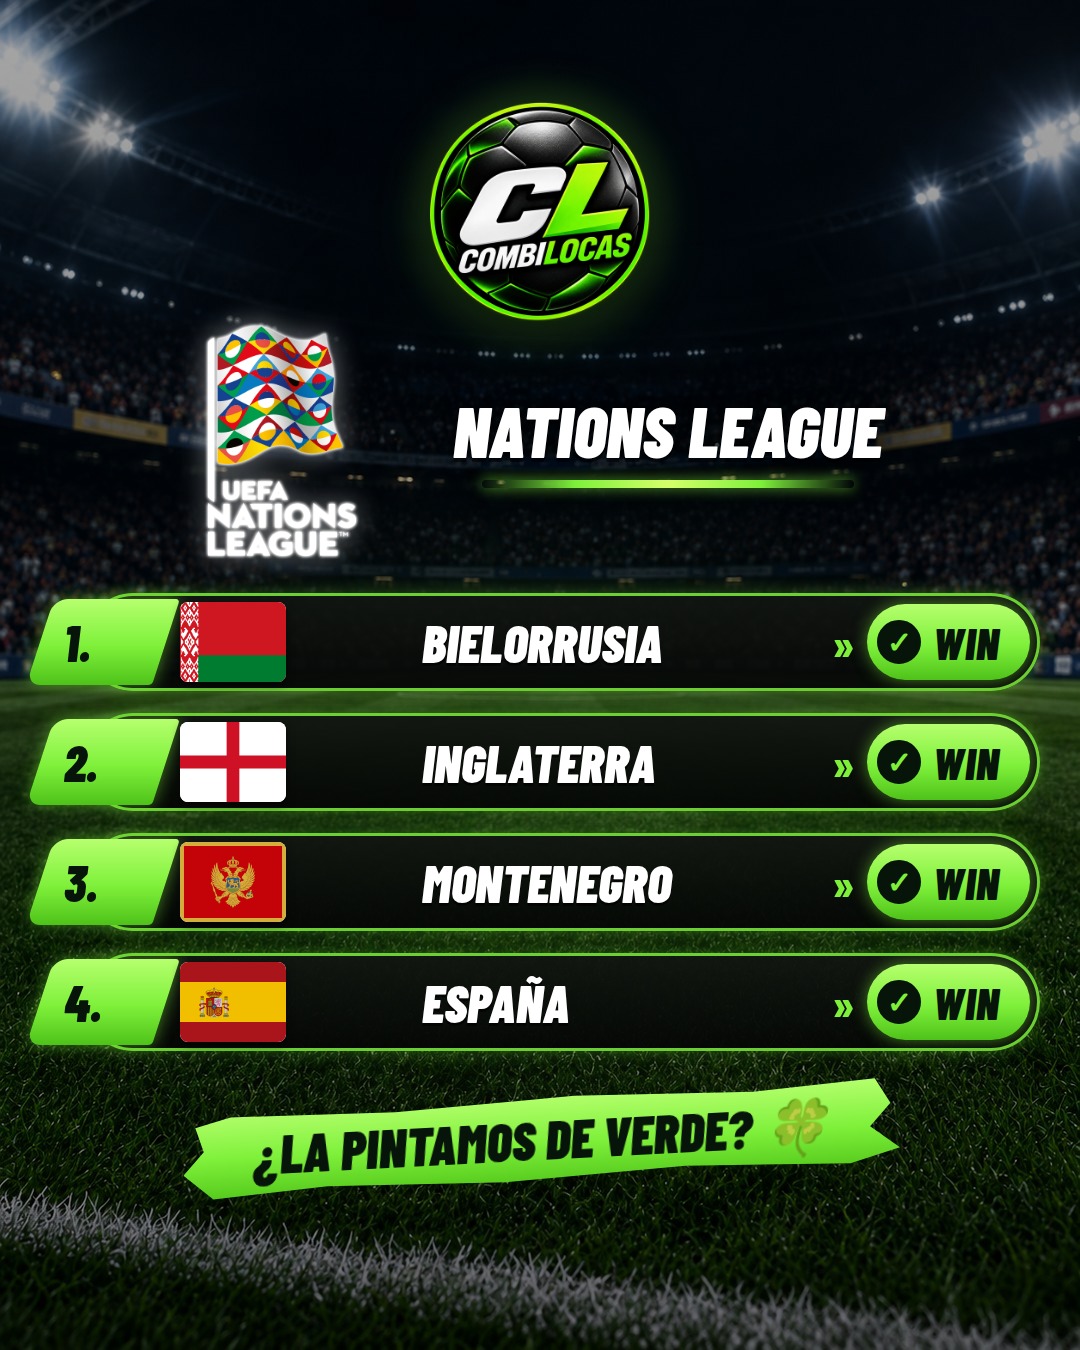 CL
COMBILOCAS
UEFA
NATIONS
LEAGUE™
NATIONS LEAGUE
1. BIELORRUSIA » ✓ WIN
2. INGLATERRA » ✓ WIN
3. MONTENEGRO » ✓ WIN
4. ESPAÑA » ✓ WIN
¿LA PINTAMOS DE VERDE? 🍀